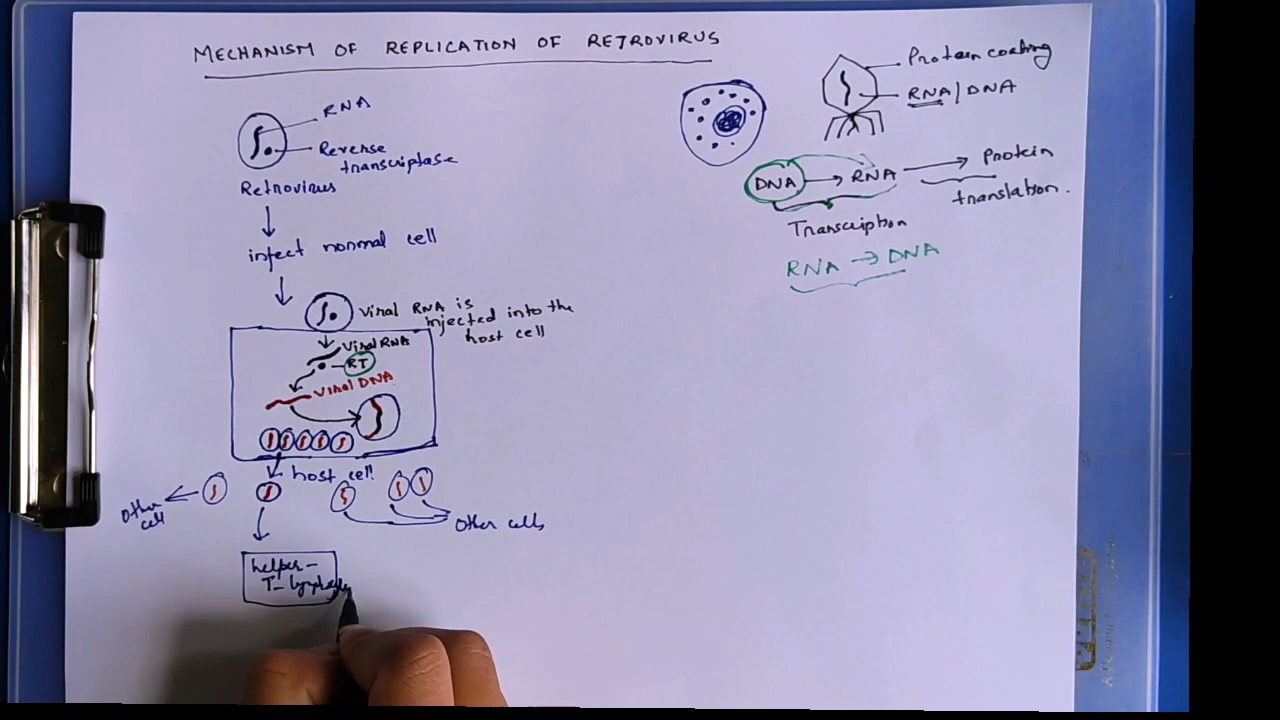 MECHANISM OF REPLICATION OF RETROVIRUS
RNA
Reverse
transcriptase
Retrovirus
infect normal cell
Viral RNA is
injected into the
host cell
Viral RNA
RT
Viral DNA
host cell
Other
cell
Other cells
helper-
T-
Protein coating
RNA/DNA
DNA → RNA → Protein
translation.
Transcription
RNA → DNA